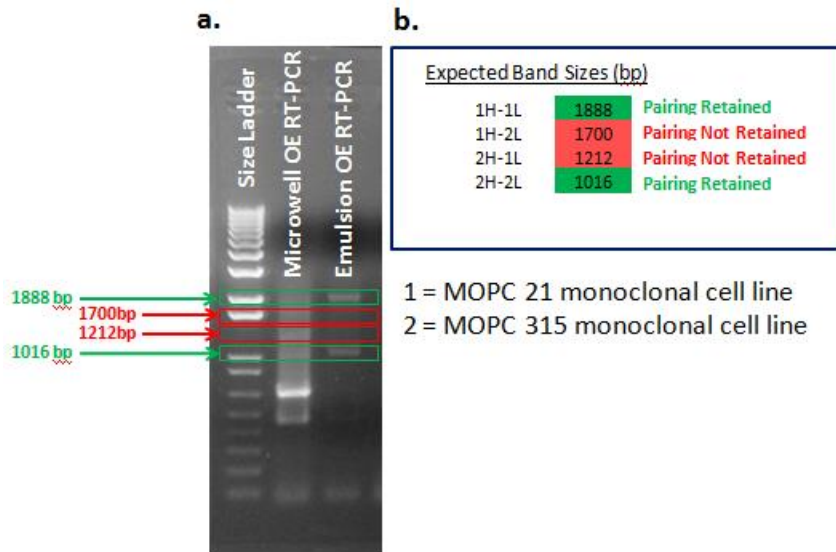 a.
Size Ladder
Microwell OE RT-PCR
Emulsion OE RT-PCR
1888 bp
1700bp
1212bp
1016 bp
b.
Expected Band Sizes (bp)
1H-1L 1888 Pairing Retained
1H-2L 1700 Pairing Not Retained
2H-1L 1212 Pairing Not Retained
2H-2L 1016 Pairing Retained
1 = MOPC 21 monoclonal cell line
2 = MOPC 315 monoclonal cell line